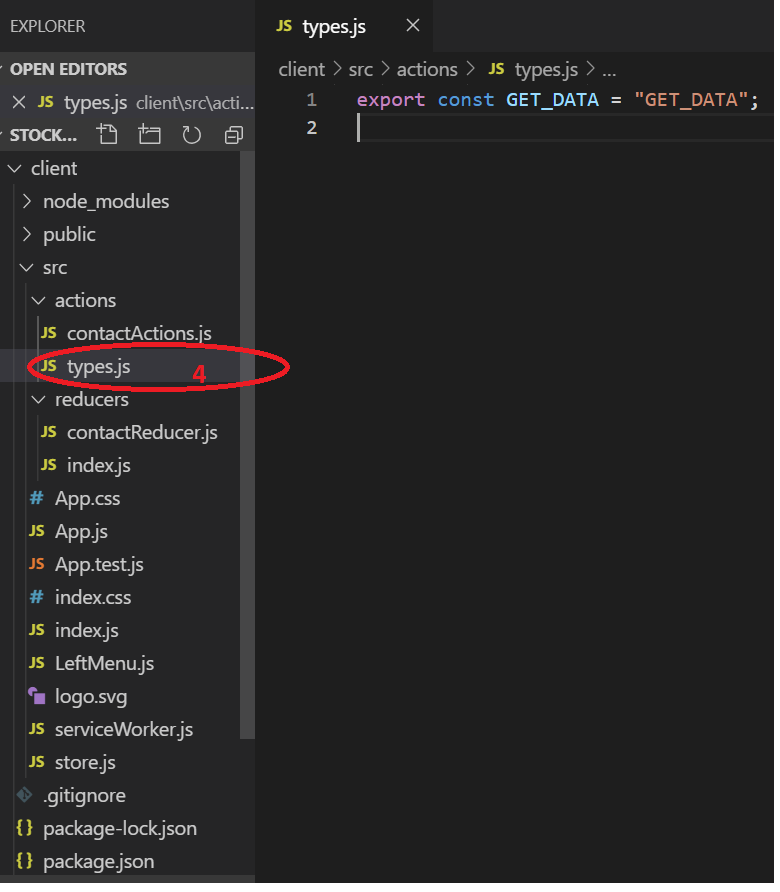 EXPLORER
OPEN EDITORS
JS types.js client\src\acti...
STOCK...
client
node_modules
public
src
actions
JS contactActions.js
JS types.js 4
reducers
JS contactReducer.js
JS index.js
# App.css
JS App.js
JS App.test.js
# index.css
JS index.js
JS LeftMenu.js
logo.svg
JS serviceWorker.js
JS store.js
.gitignore
{} package-lock.json
{} package.json
JS types.js
client > src > actions > JS types.js > ...
1 export const GET_DATA = "GET_DATA";
2